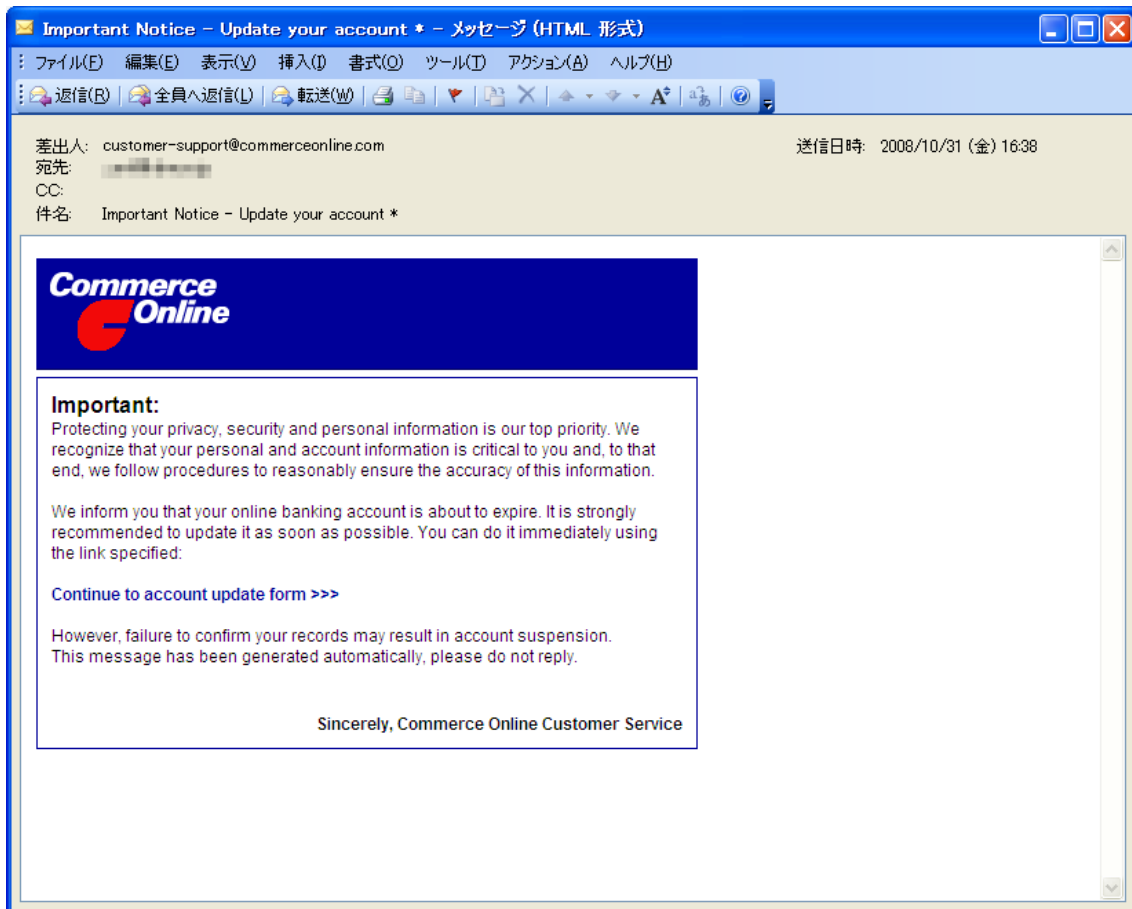 Important Notice - Update your account * - メッセージ (HTML 形式)
ファイル(F) 編集(E) 表示(V) 挿入(I) 書式(O) ツール(T) アクション(A) ヘルプ(H)
返信(R) 全員へ返信(L) 転送(W)
差出人: customer-support@commerceonline.com 送信日時: 2008/10/31 (金) 16:38
宛先:
CC:
件名: Important Notice - Update your account *
Commerce
Online
Important:
Protecting your privacy, security and personal information is our top priority. We
recognize that your personal and account information is critical to you and, to that
end, we follow procedures to reasonably ensure the accuracy of this information.
We inform you that your online banking account is about to expire. It is strongly
recommended to update it as soon as possible. You can do it immediately using
the link specified:
Continue to account update form >>>
However, failure to confirm your records may result in account suspension.
This message has been generated automatically, please do not reply.
Sincerely, Commerce Online Customer Service